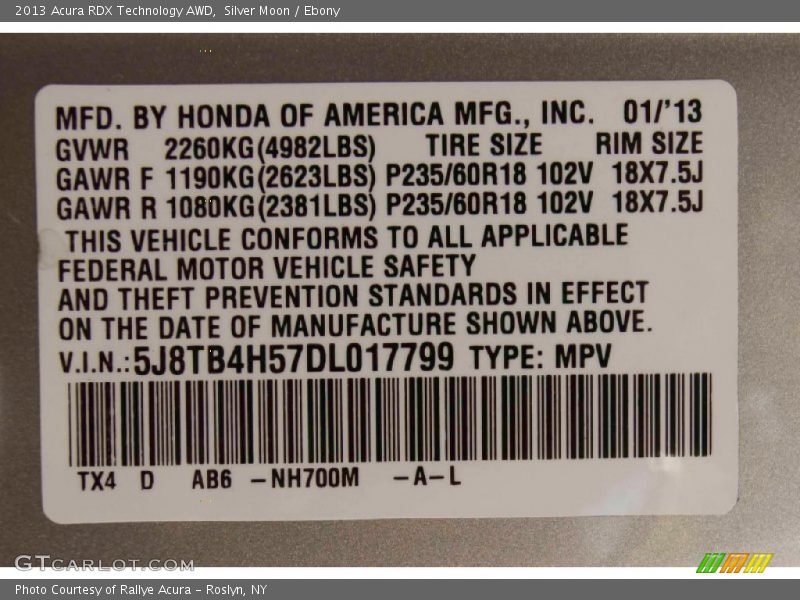 2013 Acura RDX Technology AWD,  Silver Moon / Ebony
MFD. BY HONDA OF AMERICA MFG., INC.  01/'13
GVWR  2260KG(4982LBS)  TIRE SIZE  RIM SIZE
GAWR F 1190KG(2623LBS) P235/60R18 102V 18X7.5J
GAWR R 1080KG(2381LBS) P235/60R18 102V 18X7.5J
THIS VEHICLE CONFORMS TO ALL APPLICABLE
FEDERAL MOTOR VEHICLE SAFETY
AND THEFT PREVENTION STANDARDS IN EFFECT
ON THE DATE OF MANUFACTURE SHOWN ABOVE.
V.I.N.:5J8TB4H57DL017799 TYPE: MPV
TX4  D  AB6  -NH700M  -A-L
GTCARLOT.COM
Photo Courtesy of Rallye Acura - Roslyn, NY